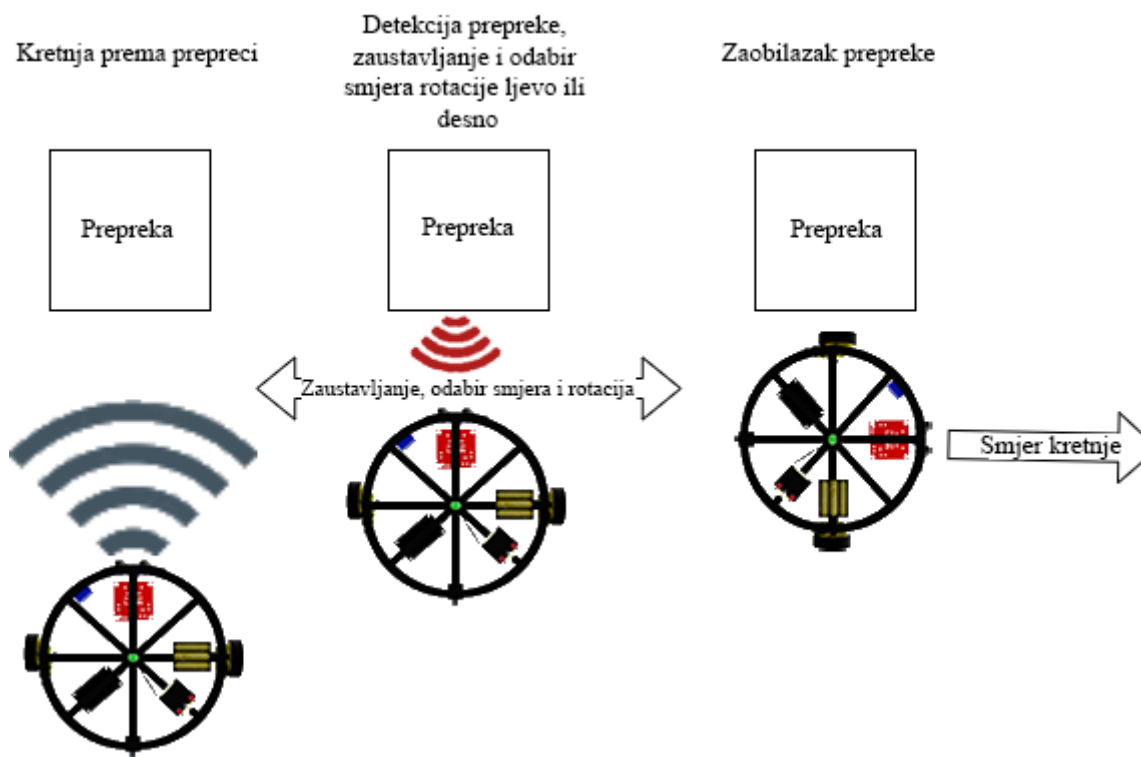 Kretnja prema prepreci
Detekcija prepreke,
zaustavljanje i odabir
smjera rotacije ljevo ili
desno
Zaobilazak prepreke
Prepreka
Prepreka
Prepreka
Zaustavljanje, odabir smjera i rotacija
Smjer kretnje